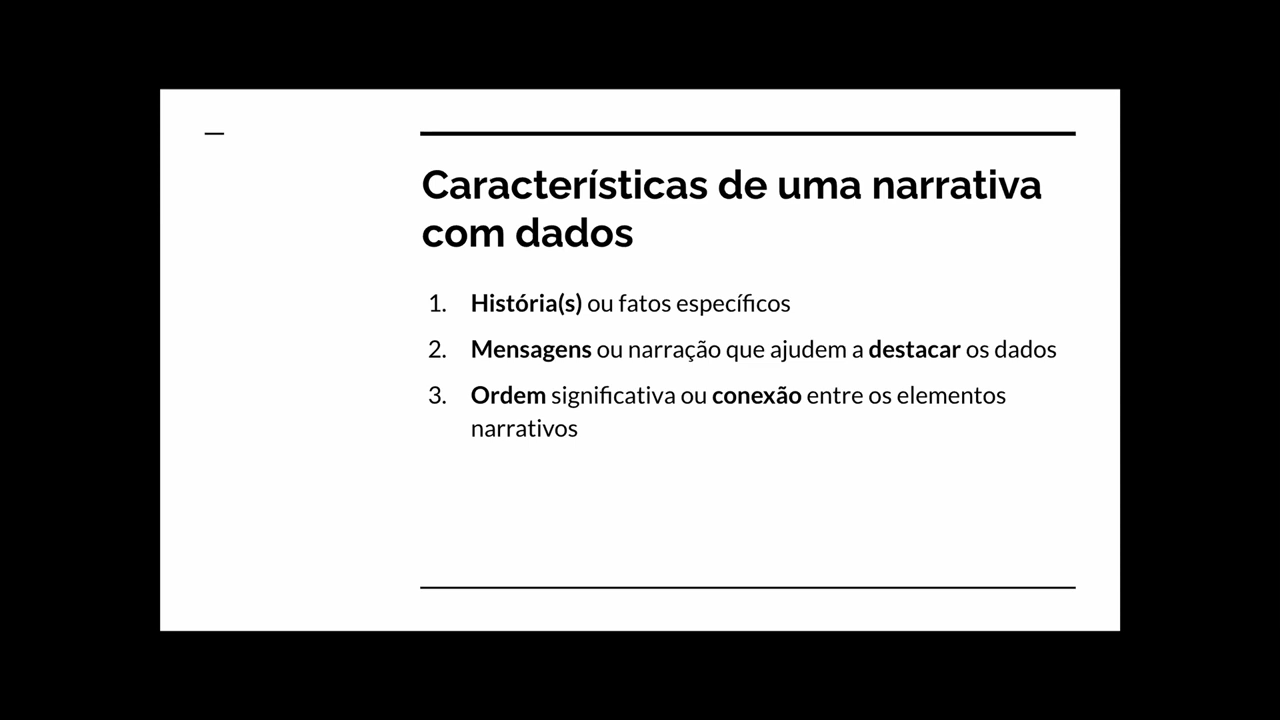 Características de uma narrativa
com dados
1. História(s) ou fatos específicos
2. Mensagens ou narração que ajudem a destacar os dados
3. Ordem significativa ou conexão entre os elementos
narrativos